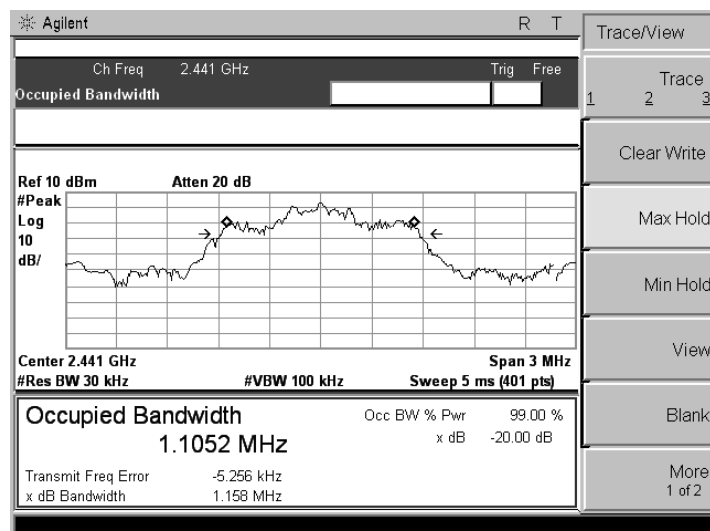 Agilent R T
Ch Freq 2.441 GHz Trig Free
Occupied Bandwidth
Ref 10 dBm Atten 20 dB
#Peak
Log
10
dB/
Center 2.441 GHz Span 3 MHz
#Res BW 30 kHz #VBW 100 kHz Sweep 5 ms (401 pts)
Occupied Bandwidth Occ BW % Pwr 99.00 %
1.1052 MHz x dB -20.00 dB
Transmit Freq Error -5.256 kHz
x dB Bandwidth 1.158 MHz
Trace/View
Trace
1 2 3
Clear Write
Max Hold
Min Hold
View
Blank
More
1 of 2